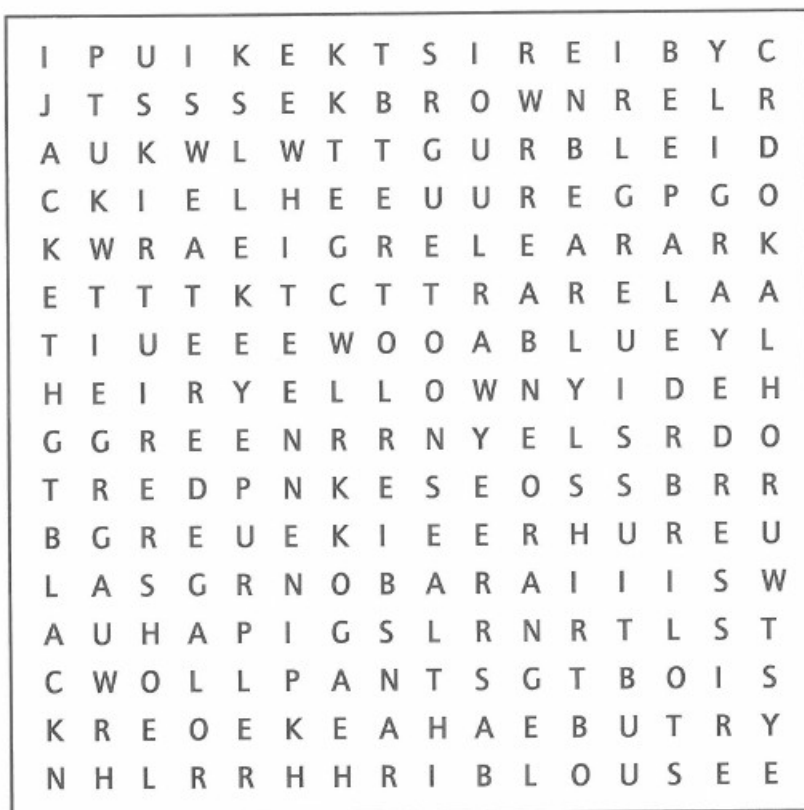 I P U I K E K T S I R E I B Y C
J T S S S E K B R O W N R E L R
A U K W L W T T G U R B L E I D
C K I E L H E E U U R E G P G O
K W R A E I G R E L E A R A R K
E T T T K T C T T R A R E L A A
T I U E E E W O O A B L U E Y L
H E I R Y E L L O W N Y I D E H
G G R E E N R R N Y E L S R D O
T R E D P N K E S E O S S B R R
B G R E U E K I E E R H U R E U
L A S G R N O B A R A I I I S W
A U H A P I G S L R N R T L S T
C W O L L P A N T S G T B O I S
K R E O E K E A H A E B U T R Y
N H L R R H H R I B L O U S E E